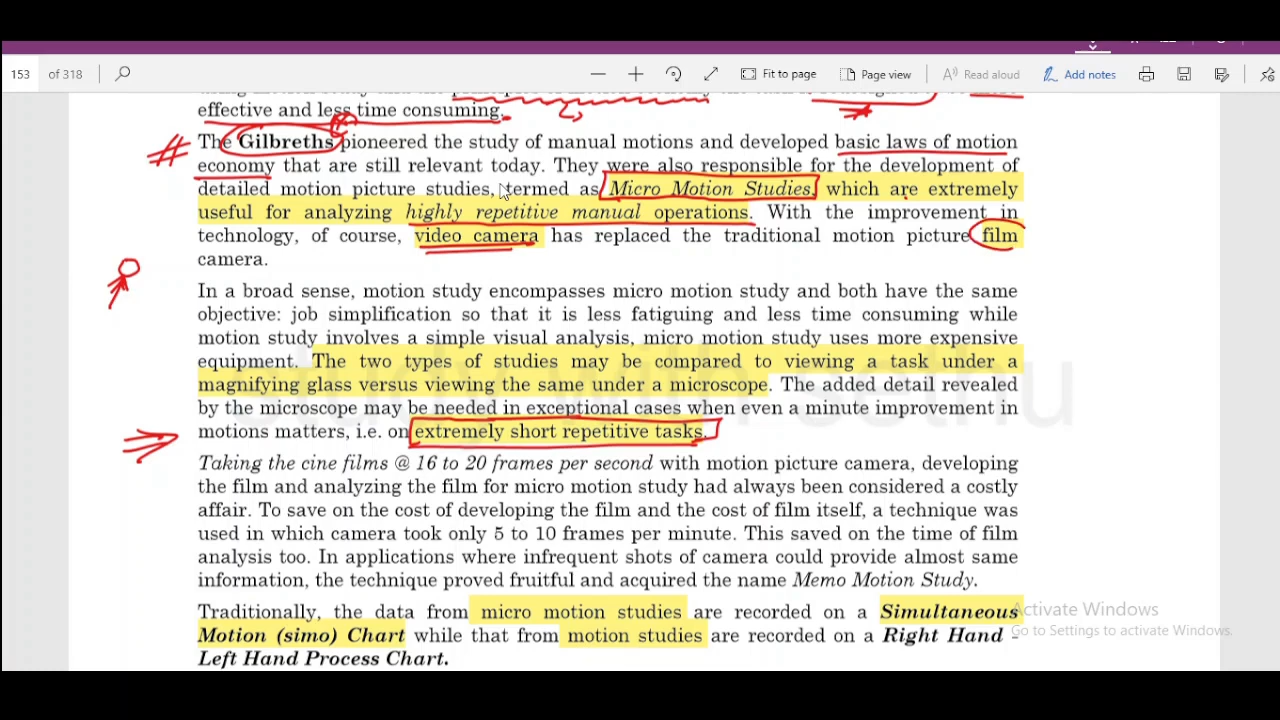 153 of 318 Fit to page Page view Read aloud Add notes
effective and less time consuming.
The Gilbreths pioneered the study of manual motions and developed basic laws of motion
economy that are still relevant today. They were also responsible for the development of
detailed motion picture studies, termed as Micro Motion Studies, which are extremely
useful for analyzing highly repetitive manual operations. With the improvement in
technology, of course, video camera has replaced the traditional motion picture film
camera.
In a broad sense, motion study encompasses micro motion study and both have the same
objective: job simplification so that it is less fatiguing and less time consuming while
motion study involves a simple visual analysis, micro motion study uses more expensive
equipment. The two types of studies may be compared to viewing a task under a
magnifying glass versus viewing the same under a microscope. The added detail revealed
by the microscope may be needed in exceptional cases when even a minute improvement in
motions matters, i.e. on extremely short repetitive tasks.
study with sethu
Taking the cine films @ 16 to 20 frames per second with motion picture camera, developing
the film and analyzing the film for micro motion study had always been considered a costly
affair. To save on the cost of developing the film and the cost of film itself, a technique was
used in which camera took only 5 to 10 frames per minute. This saved on the time of film
analysis too. In applications where infrequent shots of camera could provide almost same
information, the technique proved fruitful and acquired the name Memo Motion Study.
Traditionally, the data from micro motion studies are recorded on a Simultaneous
Motion (simo) Chart while that from motion studies are recorded on a Right Hand -
Left Hand Process Chart.
Activate Windows
Go to Settings to activate Windows.